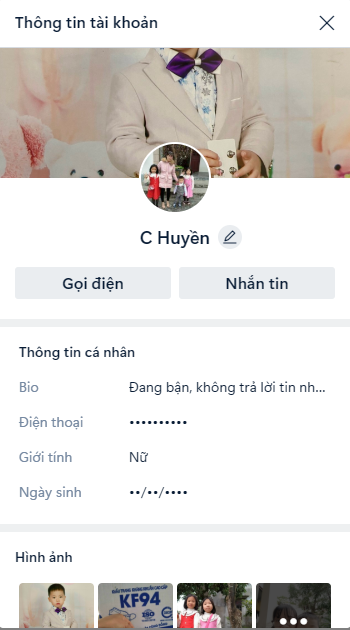 Thông tin tài khoản
C Huyền
Gọi điện
Nhắn tin
Thông tin cá nhân
Bio
Đang bận, không trả lời tin nh...
Điện thoại
••••••••••
Giới tính
Nữ
Ngày sinh
••/••/••••
Hình ảnh
KF94
ISO